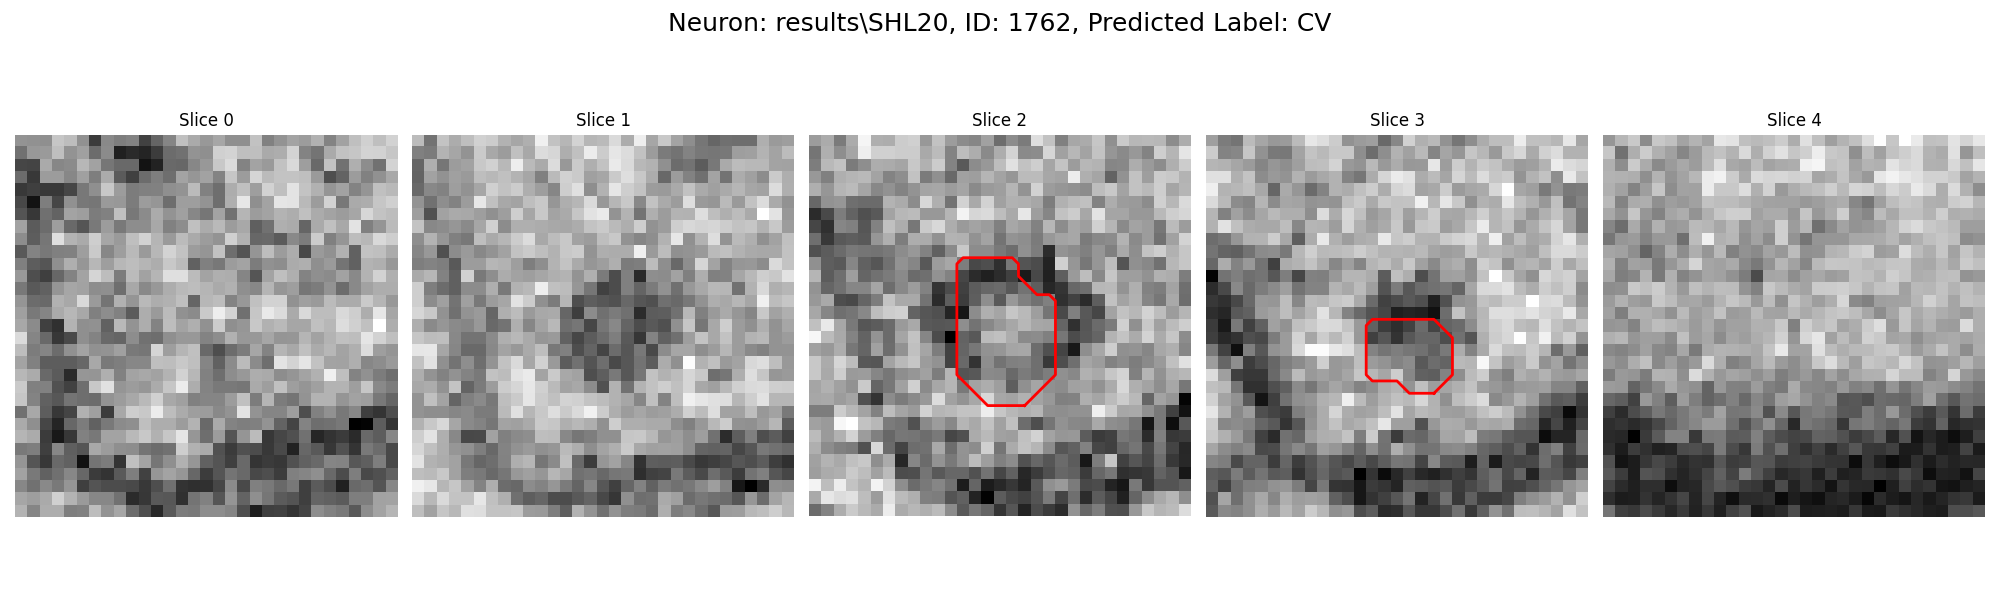 Neuron: results\SHL20, ID: 1762, Predicted Label: CV
Slice 0
Slice 1
Slice 2
Slice 3
Slice 4